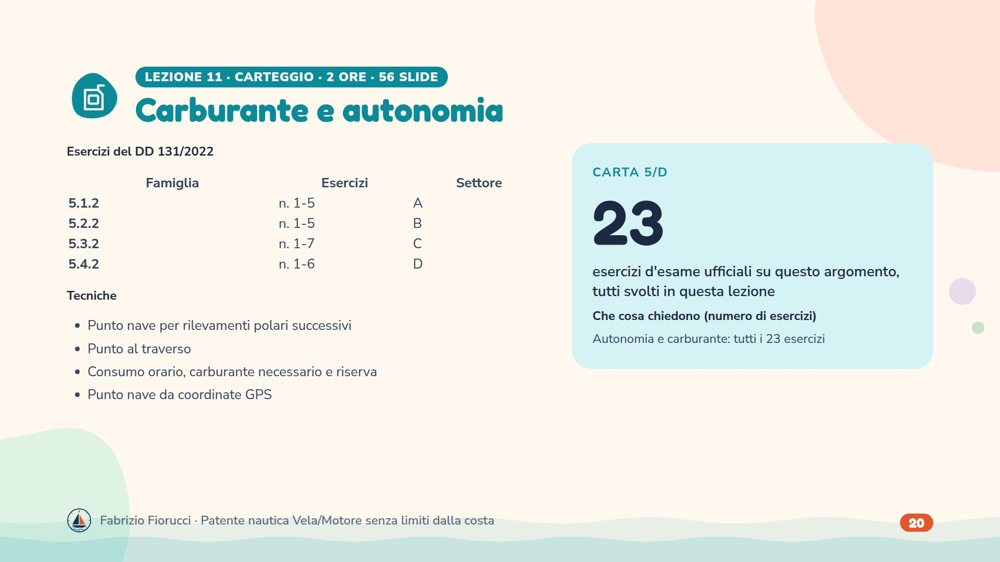 LEZIONE 11 · CARTEGGIO · 2 ORE · 56 SLIDE
Carburante e autonomia
Esercizi del DD 131/2022
Famiglia Esercizi Settore
5.1.2 n. 1-5 A
5.2.2 n. 1-5 B
5.3.2 n. 1-7 C
5.4.2 n. 1-6 D
Tecniche
• Punto nave per rilevamenti polari successivi
• Punto al traverso
• Consumo orario, carburante necessario e riserva
• Punto nave da coordinate GPS
CARTA 5/D
23
esercizi d'esame ufficiali su questo argomento,
tutti svolti in questa lezione
Che cosa chiedono (numero di esercizi)
Autonomia e carburante: tutti i 23 esercizi
Fabrizio Fiorucci · Patente nautica Vela/Motore senza limiti dalla costa
20